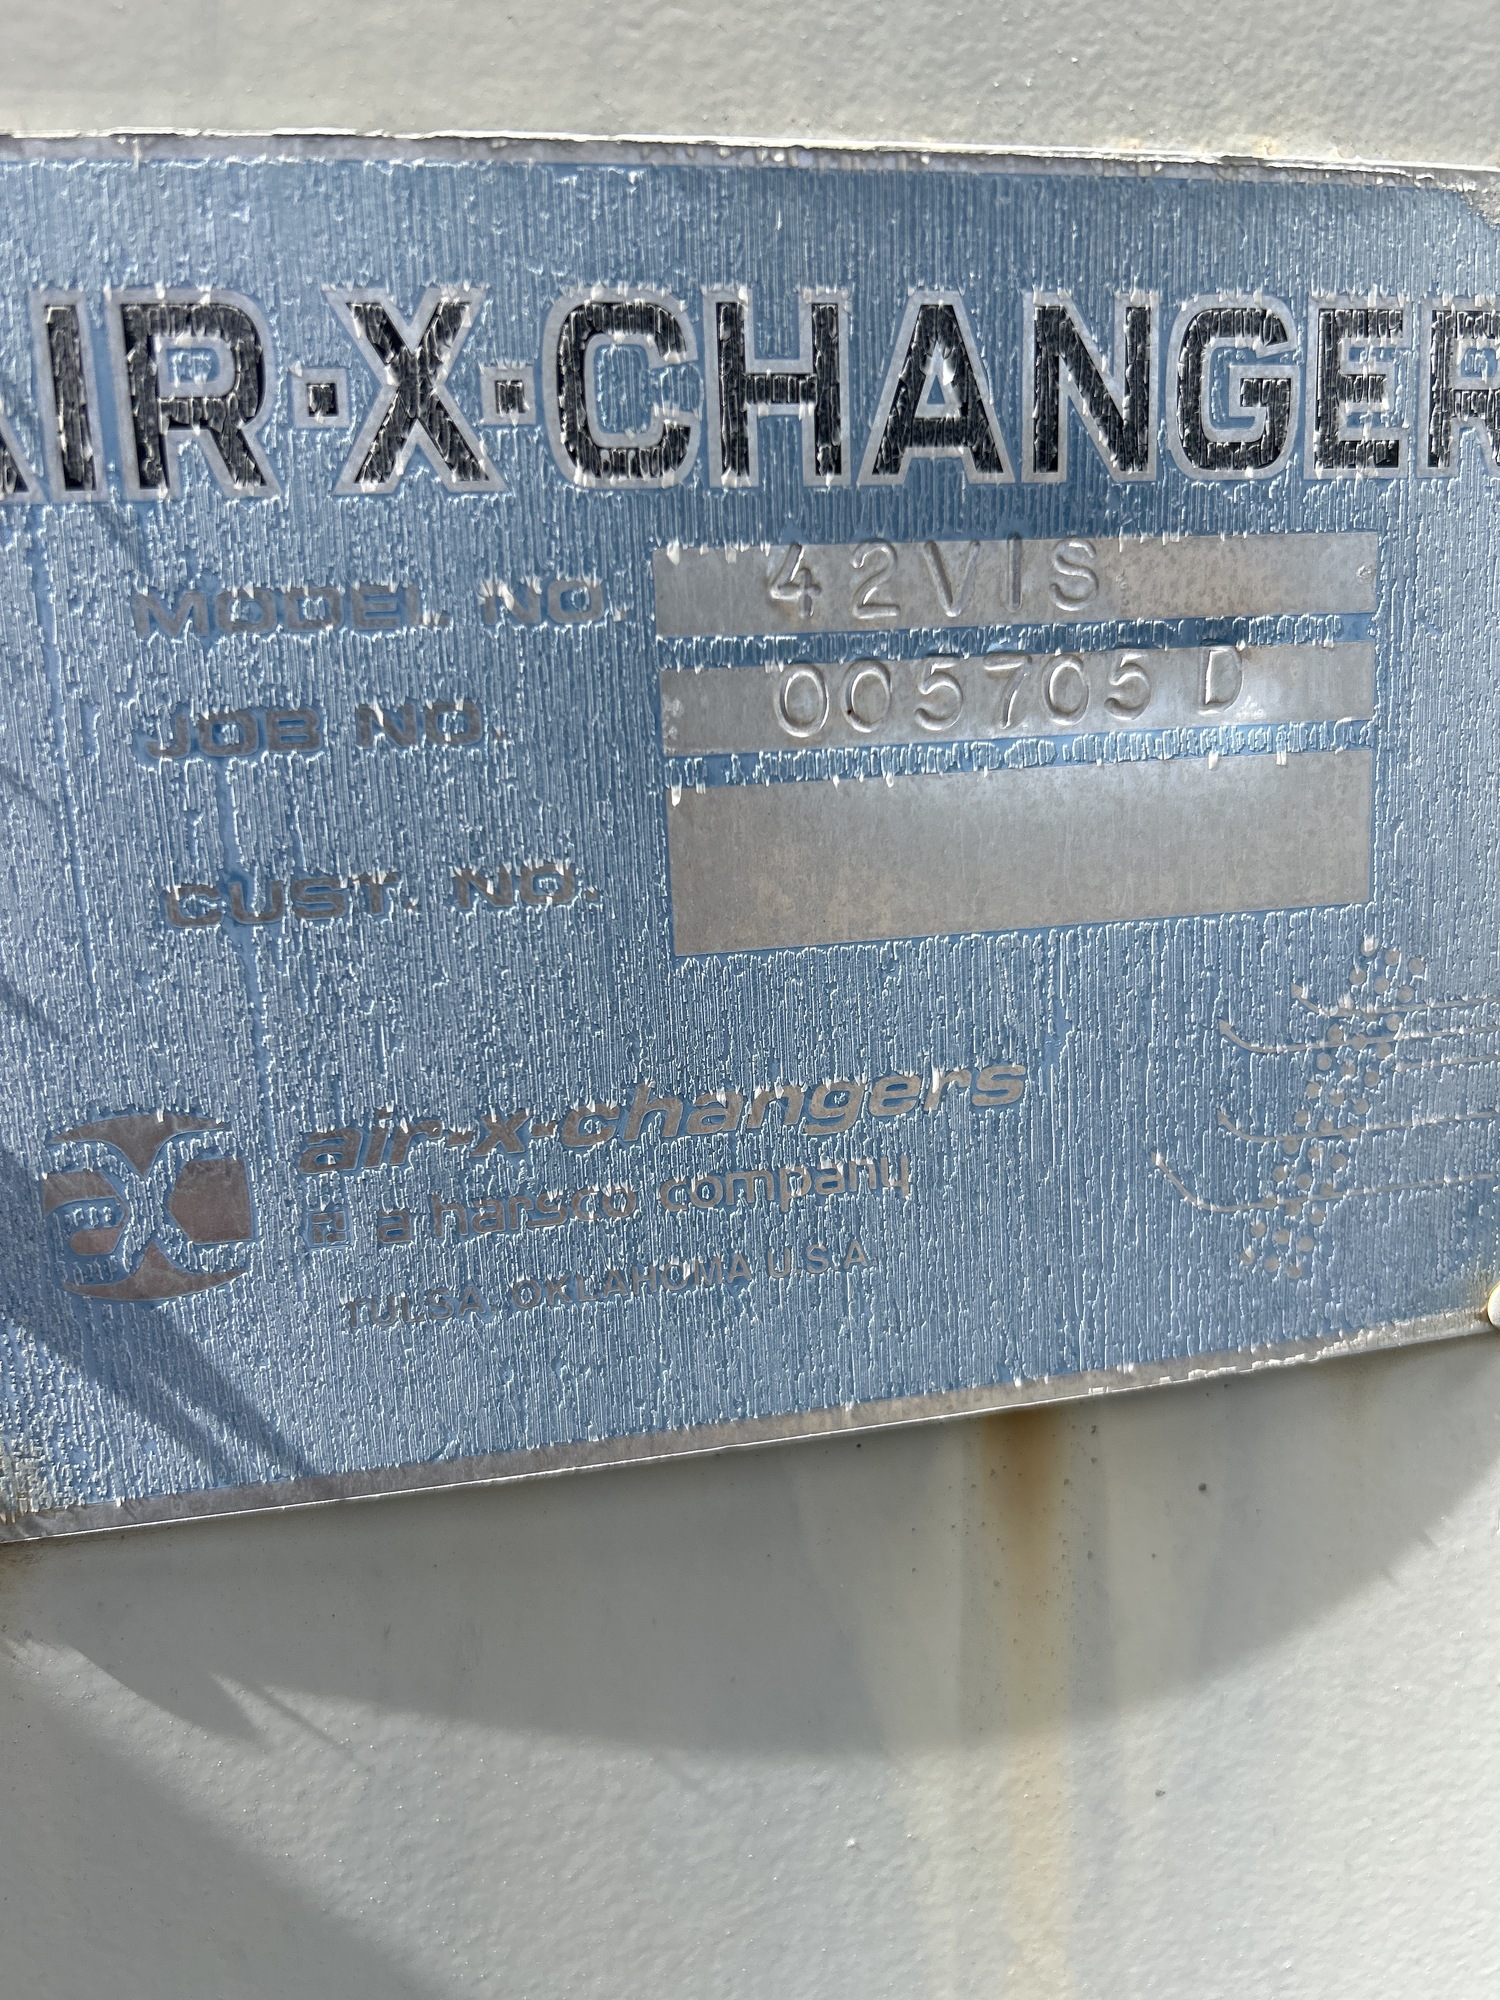 AIR·X·CHANGER
MODEL NO. 42VIS
JOB NO. 005705 D
CUST. NO.
air-x-changers
a harsco company
TULSA, OKLAHOMA U.S.A.